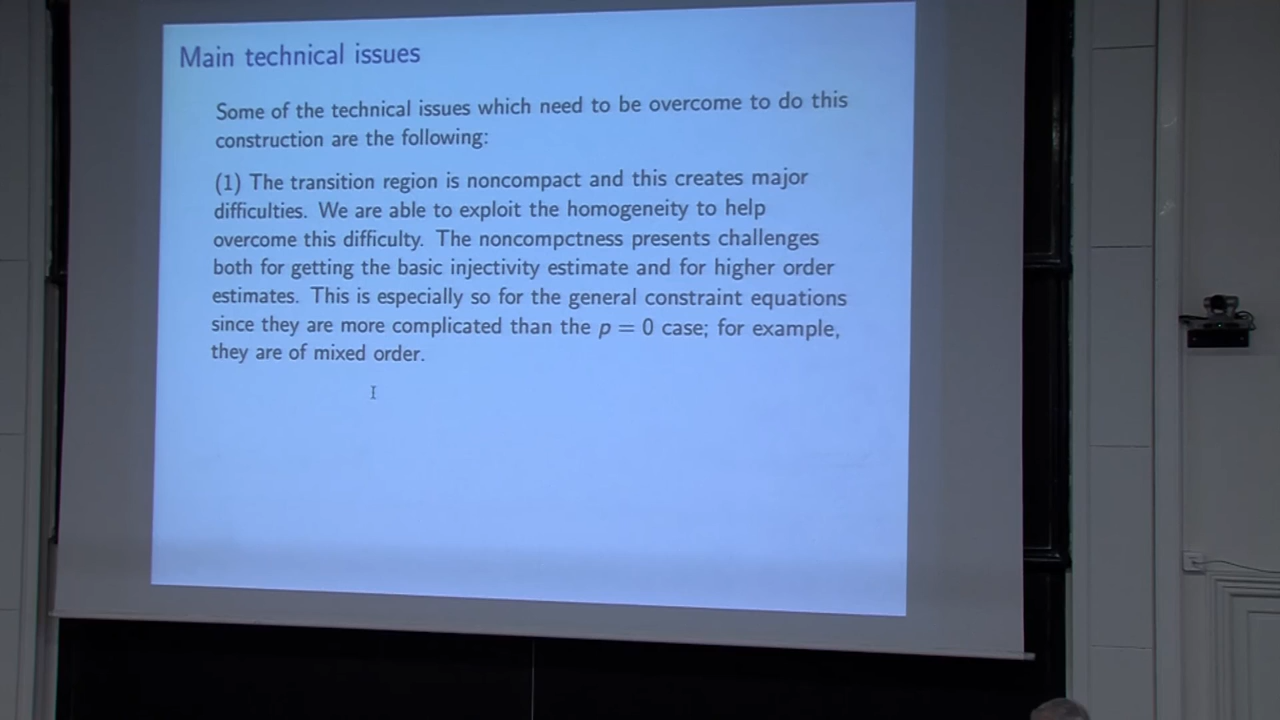 Main technical issues
Some of the technical issues which need to be overcome to do this
construction are the following:
(1) The transition region is noncompact and this creates major
difficulties. We are able to exploit the homogeneity to help
overcome this difficulty. The noncompctness presents challenges
both for getting the basic injectivity estimate and for higher order
estimates. This is especially so for the general constraint equations
since they are more complicated than the p = 0 case; for example,
they are of mixed order.